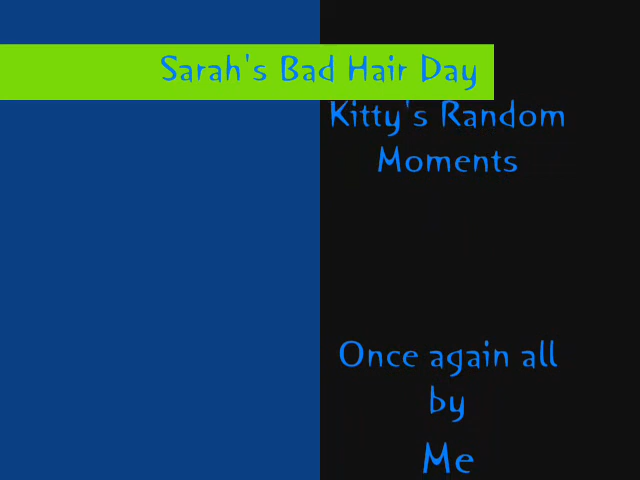 Sarah's Bad Hair Day
Kitty's Random
Moments
Once again all
by
Me